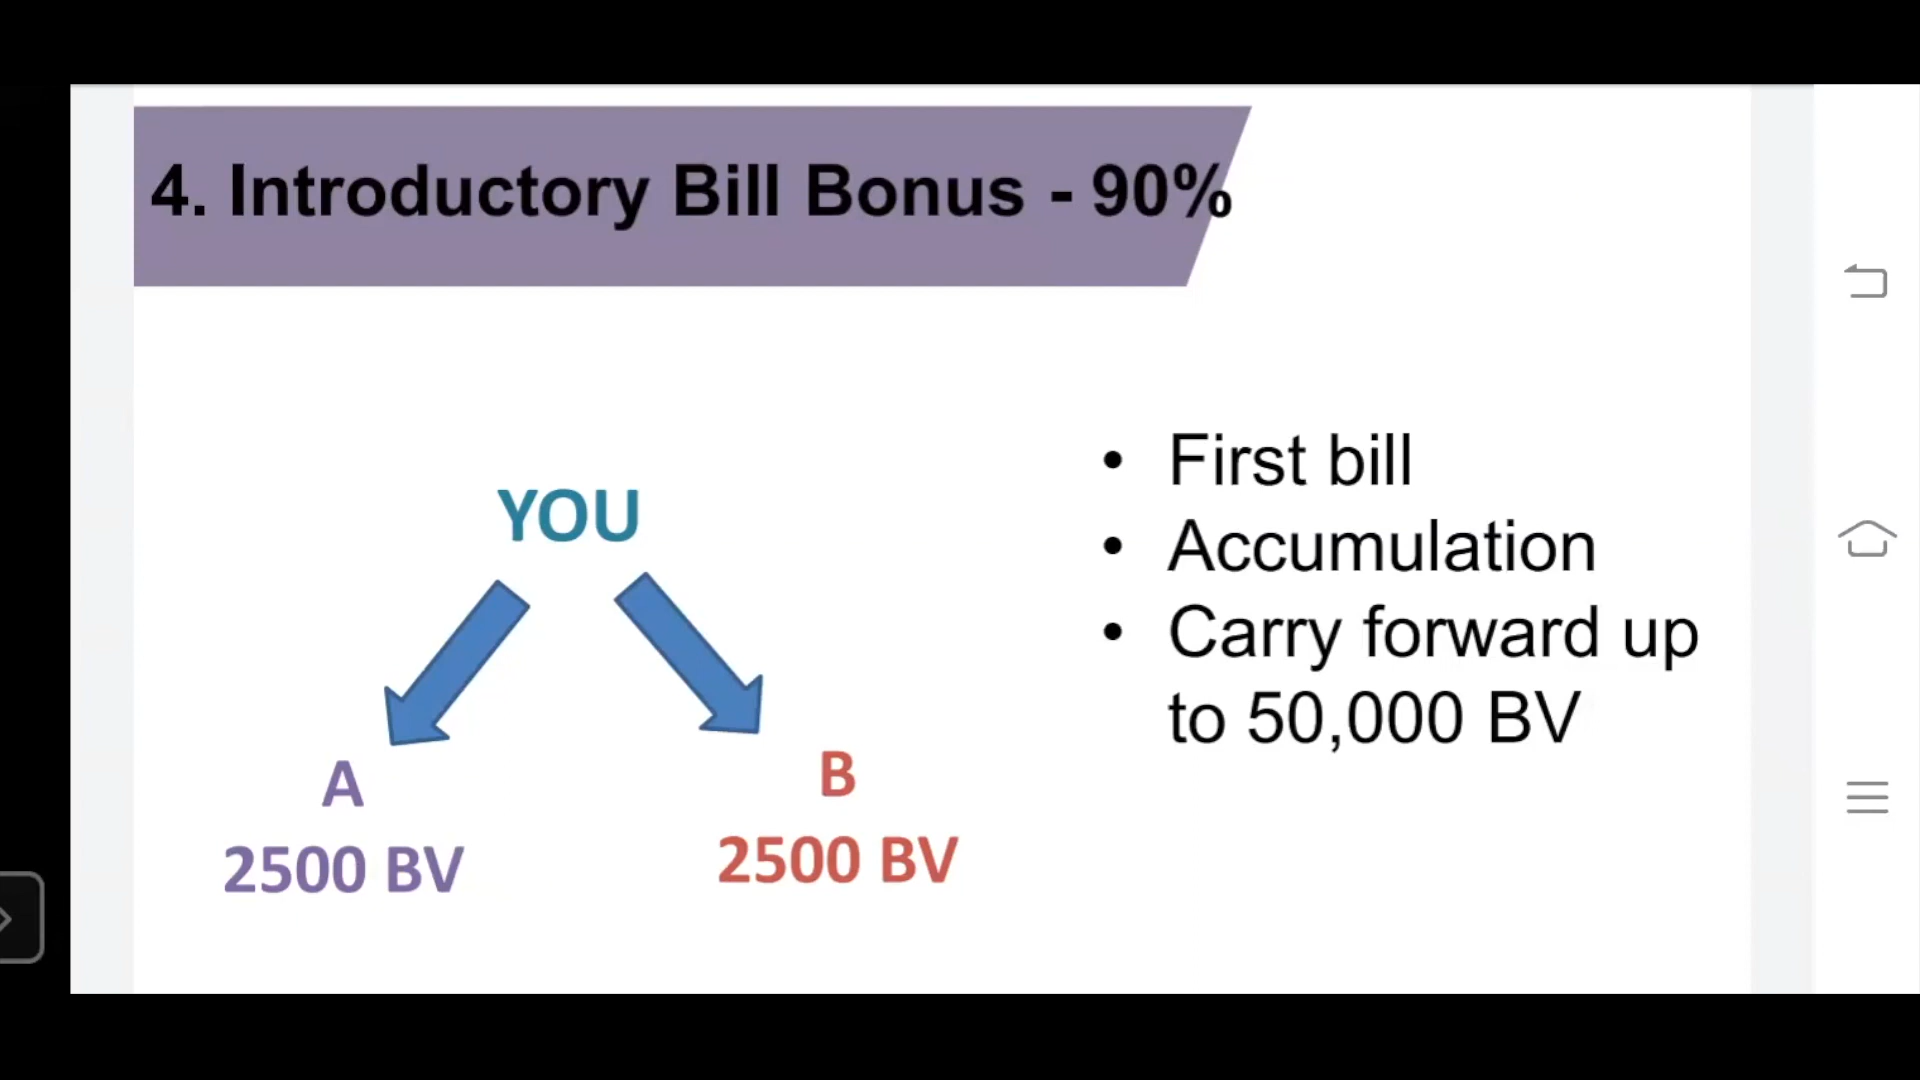 4. Introductory Bill Bonus - 90%
YOU
A
2500 BV
B
2500 BV
• First bill
• Accumulation
• Carry forward up
to 50,000 BV